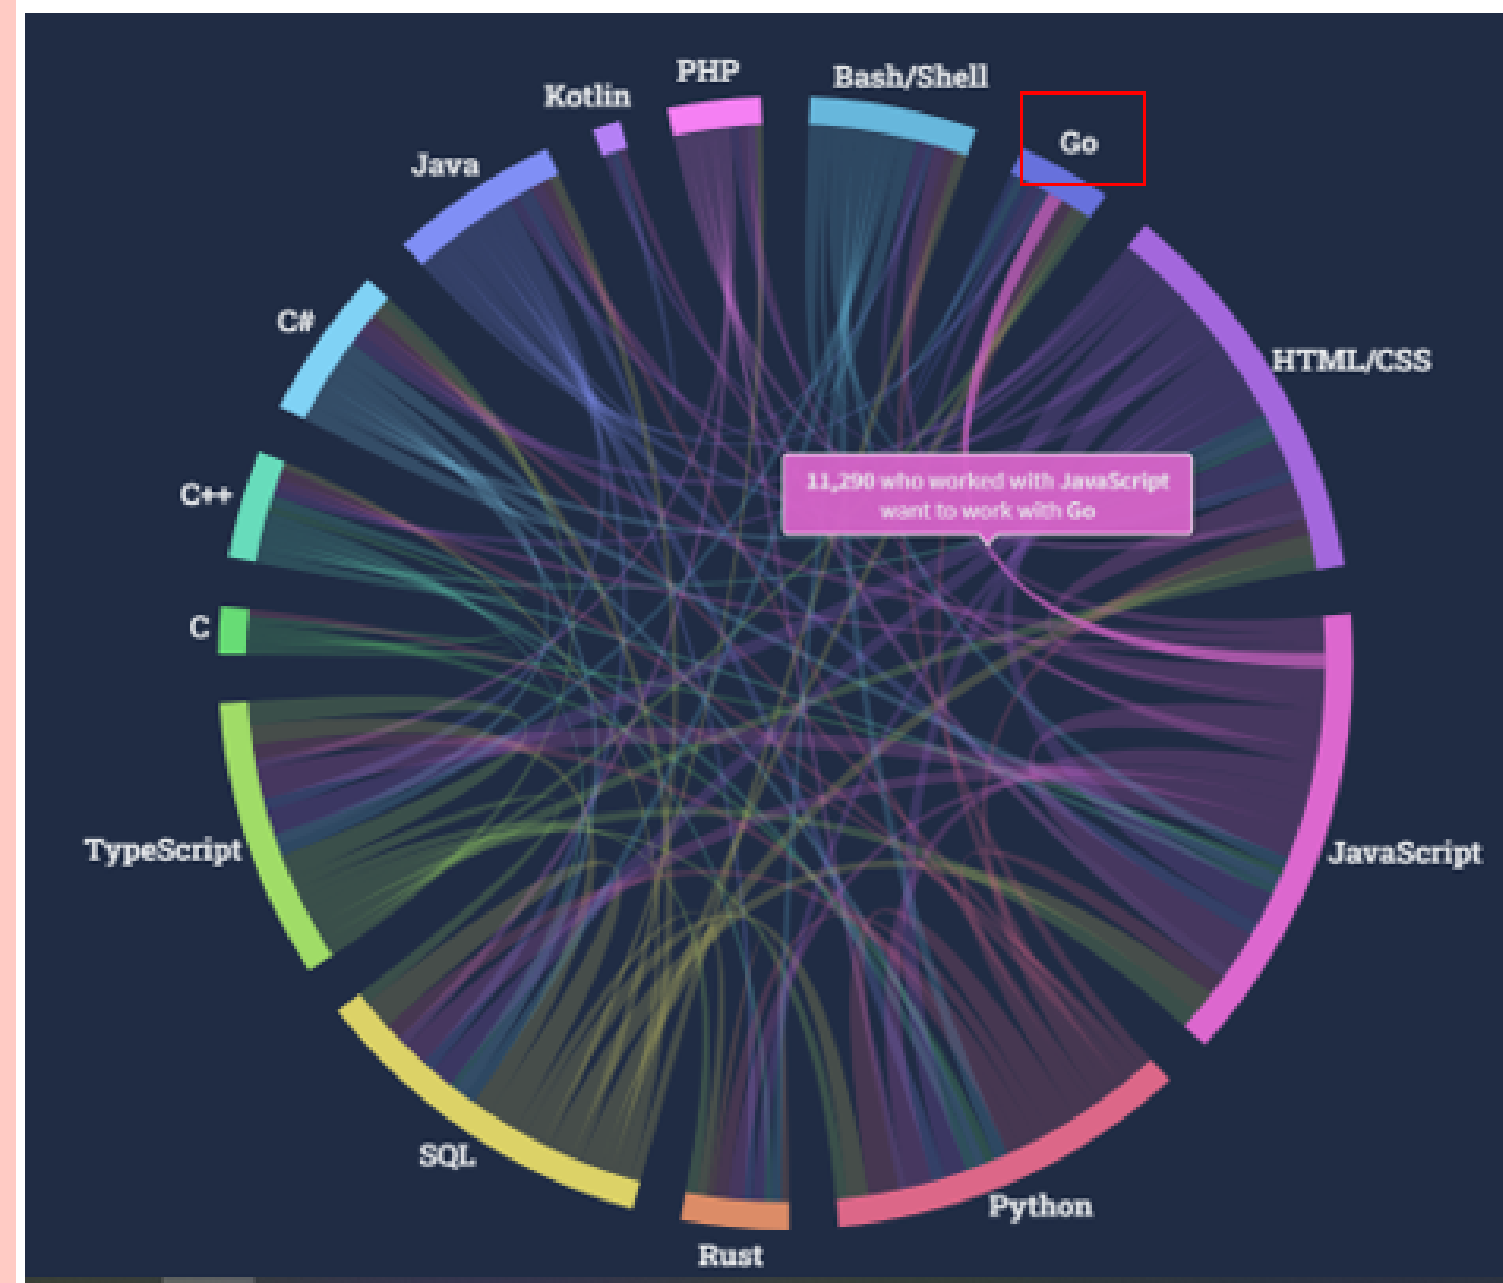 PHP
Bash/Shell
Kotlin
Go
Java
C#
HTML/CSS
11,290 who worked with JavaScript
want to work with Go
C++
C
TypeScript
JavaScript
SQL
Python
Rust